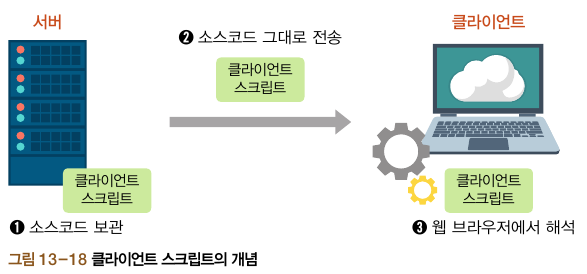 서버
클라이언트
❷ 소스코드 그대로 전송
클라이언트
스크립트
클라이언트
스크립트
클라이언트
스크립트
❶ 소스코드 보관
❸ 웹 브라우저에서 해석
그림 13-18 클라이언트 스크립트의 개념